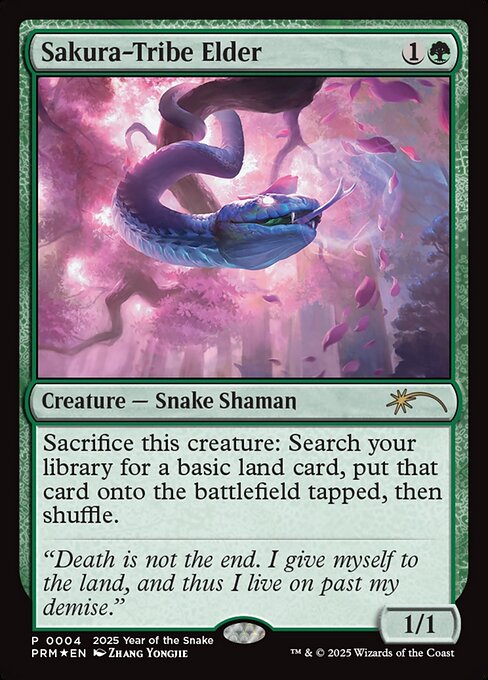 Sakura-Tribe Elder 1
Creature — Snake Shaman
Sacrifice this creature: Search your
library for a basic land card, put that
card onto the battlefield tapped, then
shuffle.
“Death is not the end. I give myself to
the land, and thus I live on past my
demise.”
1/1
P 0004 2025 Year of the Snake
PRM★EN Zhang Yongjie
™ & © 2025 Wizards of the Coast